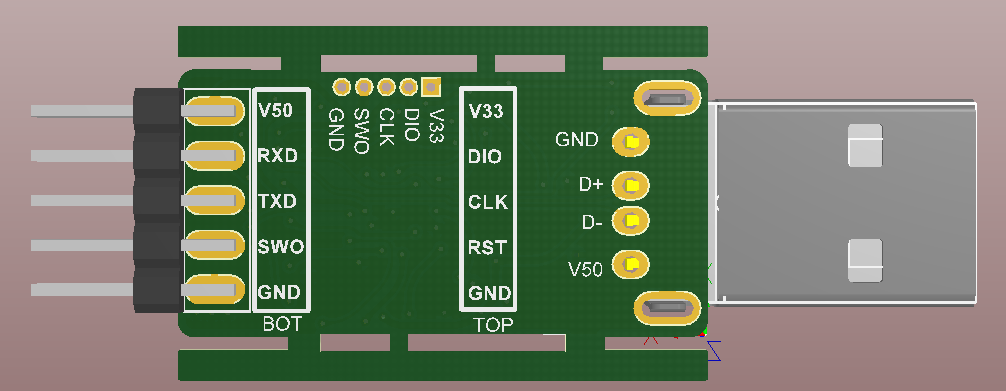 V50
RXD
TXD
SWO
GND
BOT
GND
SWO
CLK
DIO
V33
V33
DIO
CLK
RST
GND
TOP
GND
D+
D-
V50